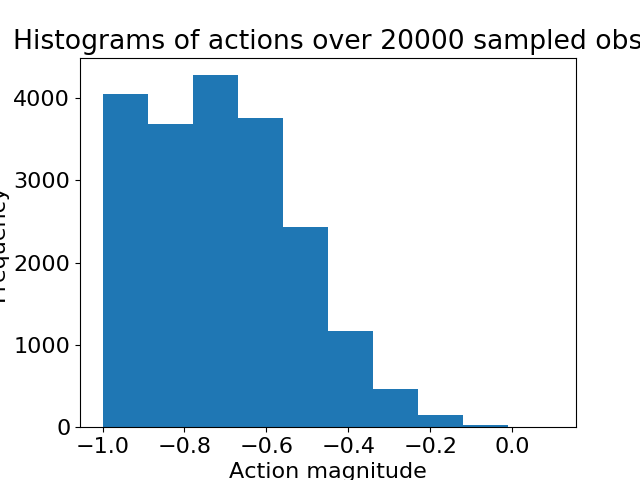 Histograms of actions over 20000 sampled obs
4000
3000
2000
1000
0
Frequency
−1.0 −0.8 −0.6 −0.4 −0.2 0.0
Action magnitude